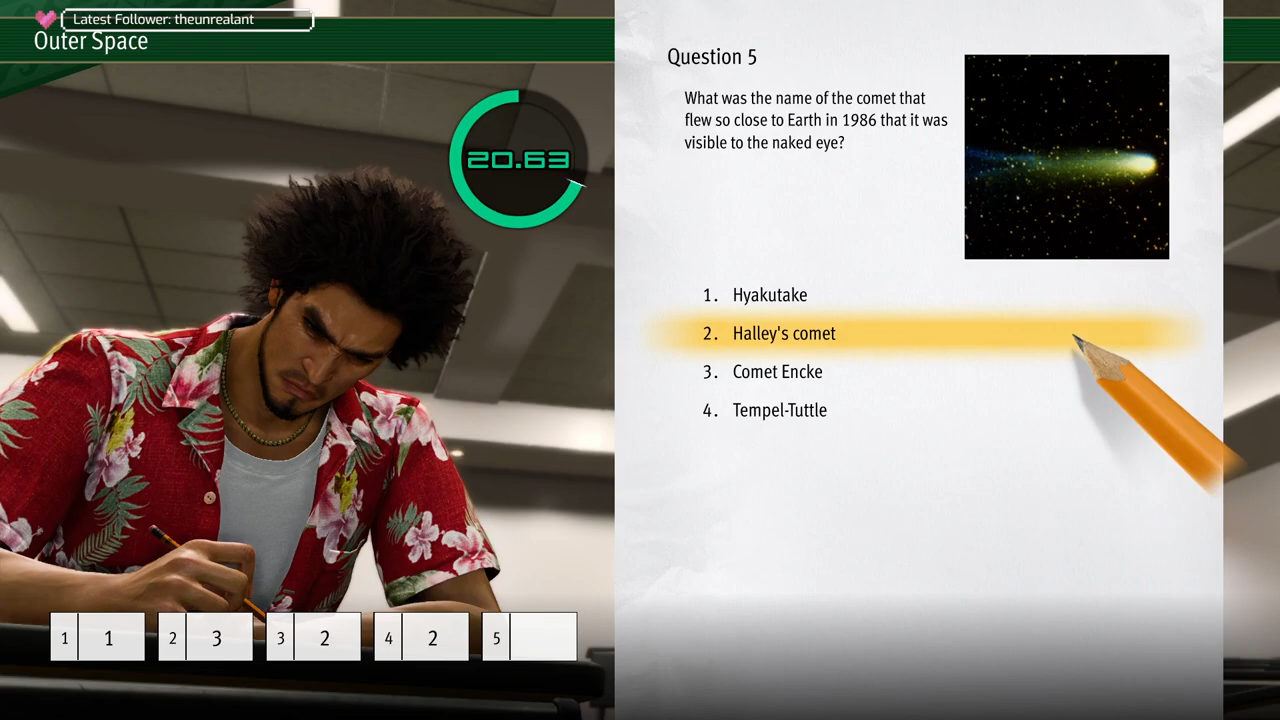 Latest Follower: theunrealant
Outer Space
20.63
Question 5
What was the name of the comet that
flew so close to Earth in 1986 that it was
visible to the naked eye?
1. Hyakutake
2. Halley's comet
3. Comet Encke
4. Tempel-Tuttle
1 1 2 3 3 2 4 2 5